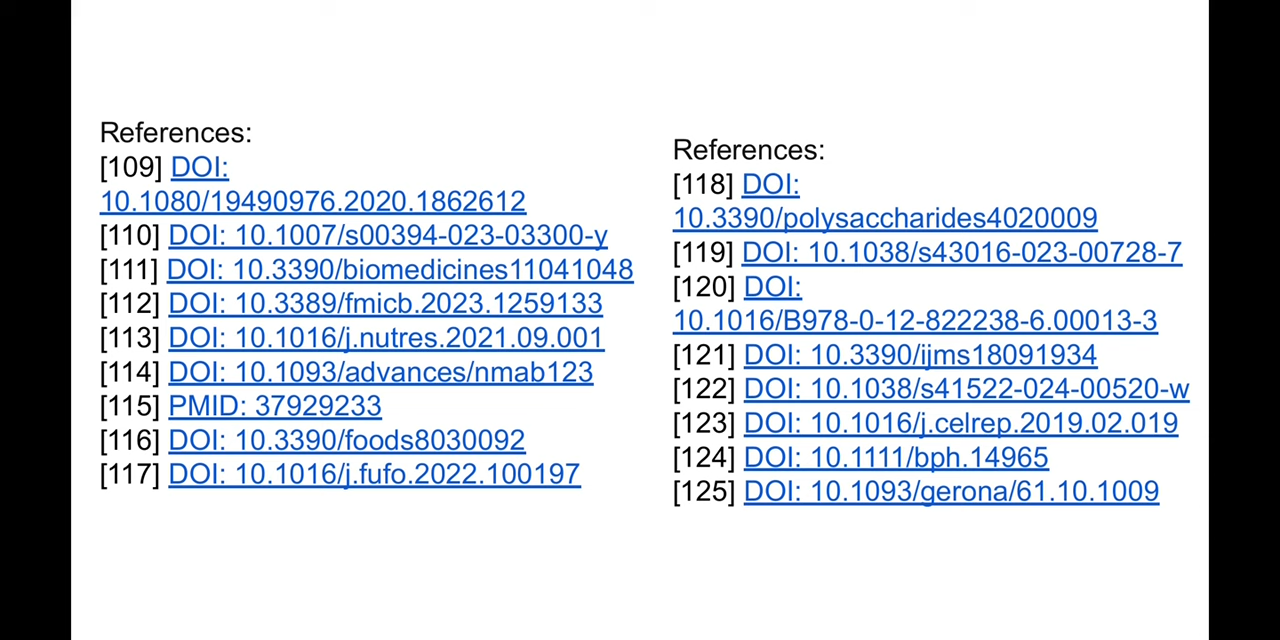 References:
[109] DOI:
10.1080/19490976.2020.1862612
[110] DOI: 10.1007/s00394-023-03300-y
[111] DOI: 10.3390/biomedicines11041048
[112] DOI: 10.3389/fmicb.2023.1259133
[113] DOI: 10.1016/j.nutres.2021.09.001
[114] DOI: 10.1093/advances/nmab123
[115] PMID: 37929233
[116] DOI: 10.3390/foods8030092
[117] DOI: 10.1016/j.fufo.2022.100197
References:
[118] DOI:
10.3390/polysaccharides4020009
[119] DOI: 10.1038/s43016-023-00728-7
[120] DOI:
10.1016/B978-0-12-822238-6.00013-3
[121] DOI: 10.3390/ijms18091934
[122] DOI: 10.1038/s41522-024-00520-w
[123] DOI: 10.1016/j.celrep.2019.02.019
[124] DOI: 10.1111/bph.14965
[125] DOI: 10.1093/gerona/61.10.1009